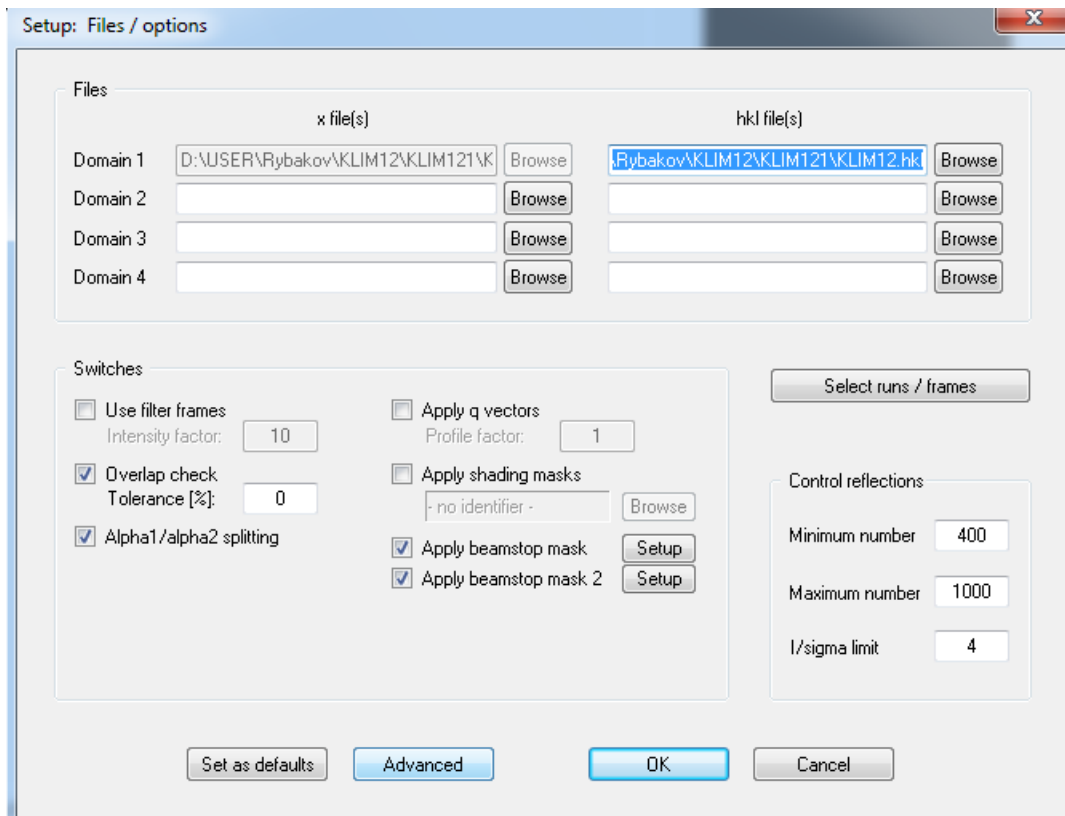 Setup: Files / options
x
Files
x file(s) hkl file(s)
Domain 1 D:\USER\Rybakov\KLIM12\KLIM121\K Browse \Rybakov\KLIM12\KLIM121\KLIM12.hkl Browse
Domain 2 Browse Browse
Domain 3 Browse Browse
Domain 4 Browse Browse
Switches
Select runs / frames
Use filter frames Apply q vectors
Intensity factor: 10 Profile factor: 1
Overlap check Apply shading masks
Control reflections
Tolerance [%]: 0 - no identifier - Browse
Alpha1/alpha2 splitting Apply beamstop mask Setup
Minimum number 400
Apply beamstop mask 2 Setup
Maximum number 1000
I/sigma limit 4
Set as defaults Advanced OK Cancel